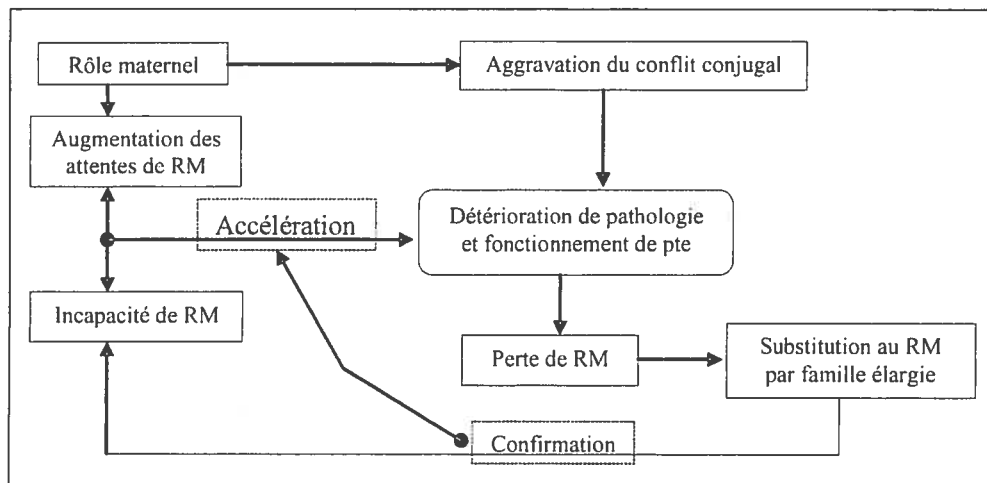 Rôle maternel
Aggravation du conflit conjugal
Augmentation des
attentes de RM
Accélération
Détérioration de pathologie
et fonctionnement de pte
Incapacité de RM
Perte de RM
Substitution au RM
par famille élargie
Confirmation